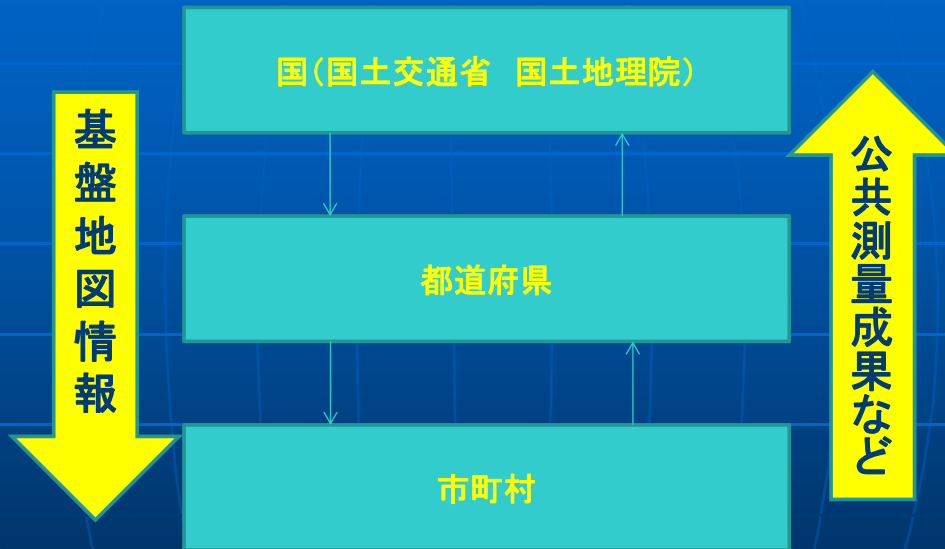 国(国土交通省　国土地理院)
基盤地図情報
公共測量成果など
都道府県
市町村